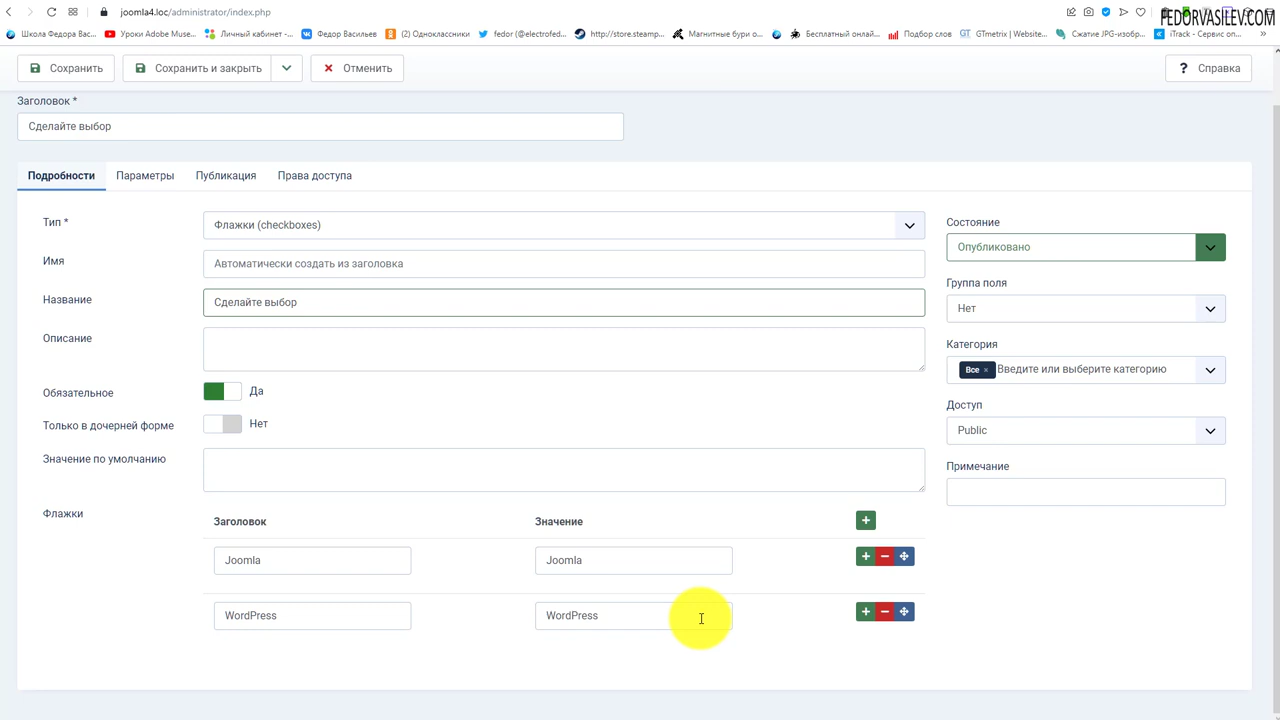 joomla4.loc/administrator/index.php
FEDORVASILEV.COM
Школа Федора Вас... Уроки Adobe Muse... Личный кабинет -... Федор Васильев (2) Одноклассники fedor (@electrofed... http://store.steamp... Магнитные бури о... Бесплатный онлай... Подбор слов GTmetrix | Website... Сжатие JPG-изобр... iTrack - Сервис оп...
Сохранить Сохранить и закрыть Отменить ? Справка
Заголовок *
Сделайте выбор
Подробности Параметры Публикация Права доступа
Тип * Флажки (checkboxes)
Имя Автоматически создать из заголовка
Название Сделайте выбор
Описание
Обязательное Да
Только в дочерней форме Нет
Значение по умолчанию
Флажки Заголовок Значение
Joomla Joomla
WordPress WordPress
Состояние
Опубликовано
Группа поля
Нет
Категория
Все × Введите или выберите категорию
Доступ
Public
Примечание